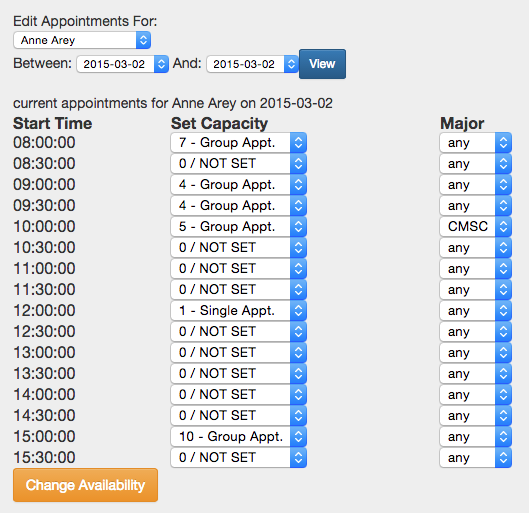 Edit Appointments For:
Anne Arey
Between: 2015-03-02 And: 2015-03-02 View
current appointments for Anne Arey on 2015-03-02
Start Time Set Capacity Major
08:00:00 7 - Group Appt. any
08:30:00 0 / NOT SET any
09:00:00 4 - Group Appt. any
09:30:00 4 - Group Appt. any
10:00:00 5 - Group Appt. CMSC
10:30:00 0 / NOT SET any
11:00:00 0 / NOT SET any
11:30:00 0 / NOT SET any
12:00:00 1 - Single Appt. any
12:30:00 0 / NOT SET any
13:00:00 0 / NOT SET any
13:30:00 0 / NOT SET any
14:00:00 0 / NOT SET any
14:30:00 0 / NOT SET any
15:00:00 10 - Group Appt. any
15:30:00 0 / NOT SET any
Change Availability